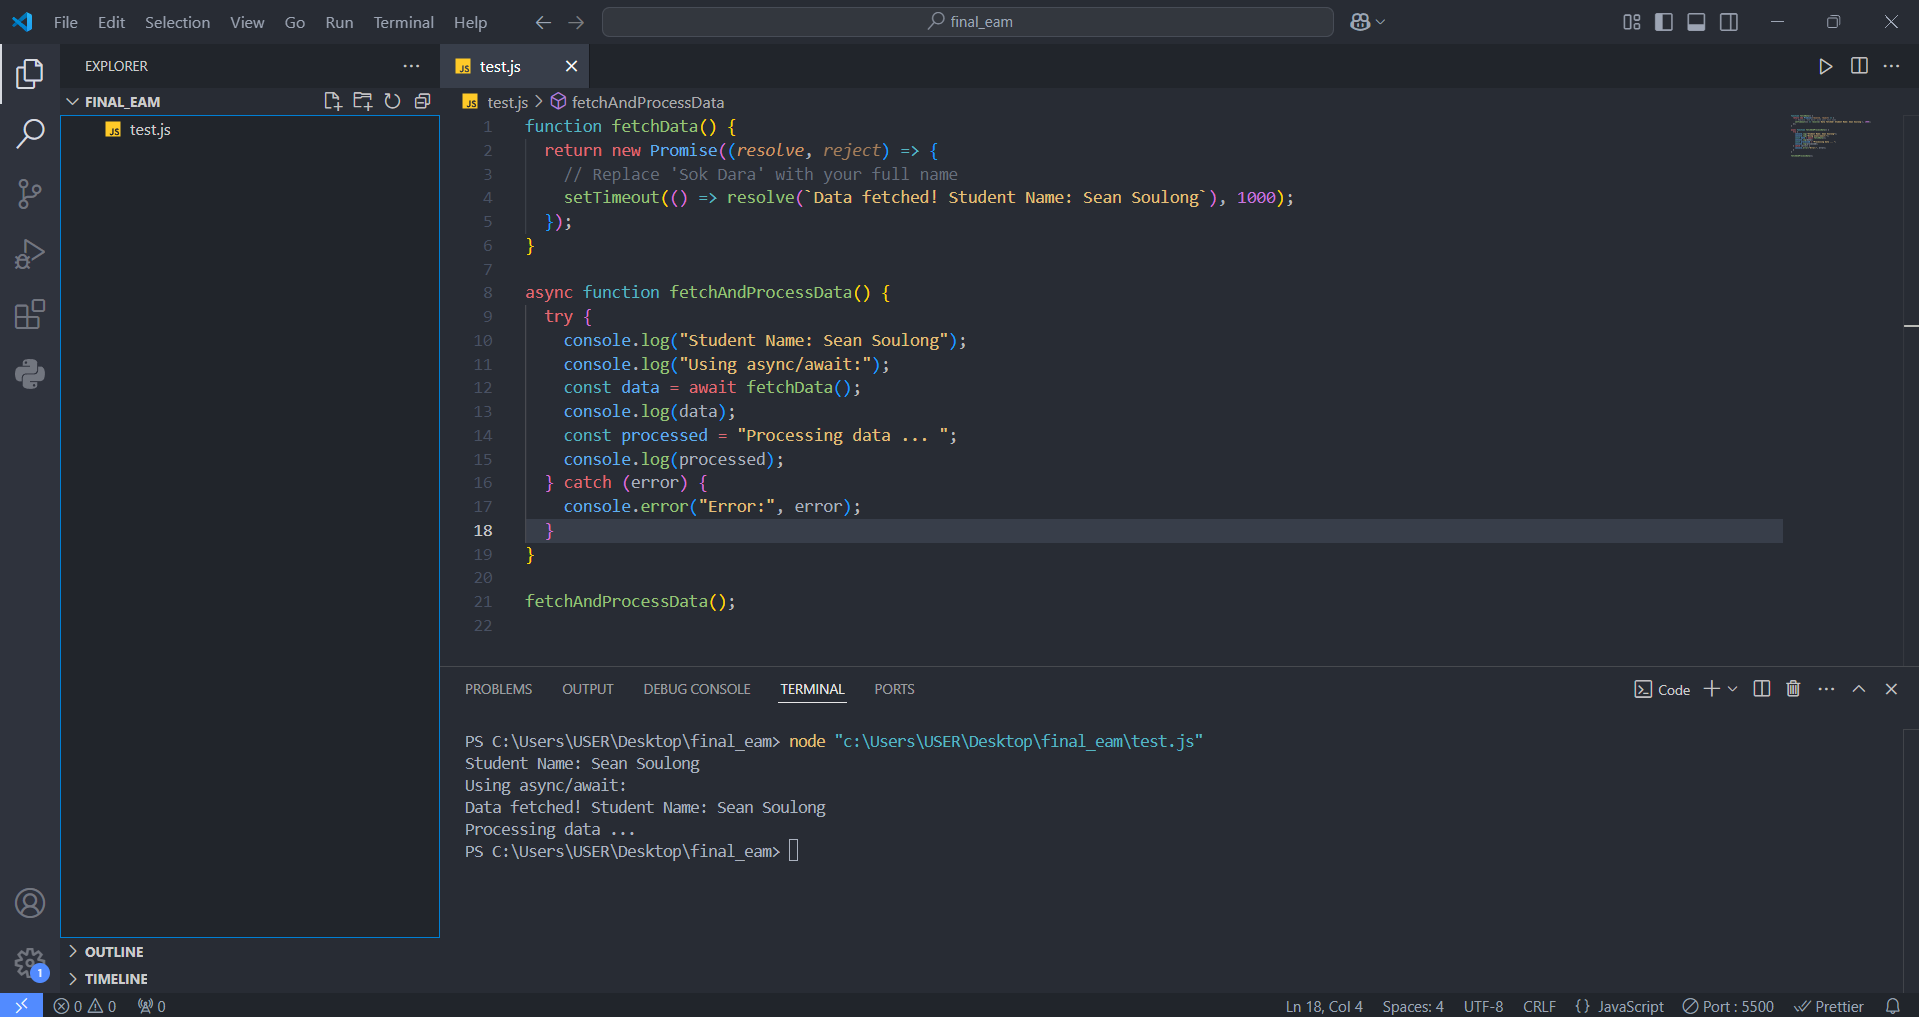 File Edit Selection View Go Run Terminal Help
final_eam
EXPLORER
FINAL_EAM
JS test.js
JS test.js
JS test.js > fetchAndProcessData
1 function fetchData() {
2 return new Promise((resolve, reject) => {
3 // Replace 'Sok Dara' with your full name
4 setTimeout(() => resolve(`Data fetched! Student Name: Sean Soulong`), 1000);
5 });
6 }
7
8 async function fetchAndProcessData() {
9 try {
10 console.log("Student Name: Sean Soulong");
11 console.log("Using async/await:");
12 const data = await fetchData();
13 console.log(data);
14 const processed = "Processing data ... ";
15 console.log(processed);
16 } catch (error) {
17 console.error("Error:", error);
18 }
19 }
20
21 fetchAndProcessData();
22
PROBLEMS OUTPUT DEBUG CONSOLE TERMINAL PORTS
Code
PS C:\Users\USER\Desktop\final_eam> node "c:\Users\USER\Desktop\final_eam\test.js"
Student Name: Sean Soulong
Using async/await:
Data fetched! Student Name: Sean Soulong
Processing data ...
PS C:\Users\USER\Desktop\final_eam>
OUTLINE
1
TIMELINE
0 0 0
Ln 18, Col 4 Spaces: 4 UTF-8 CRLF {} JavaScript Port : 5500 Prettier